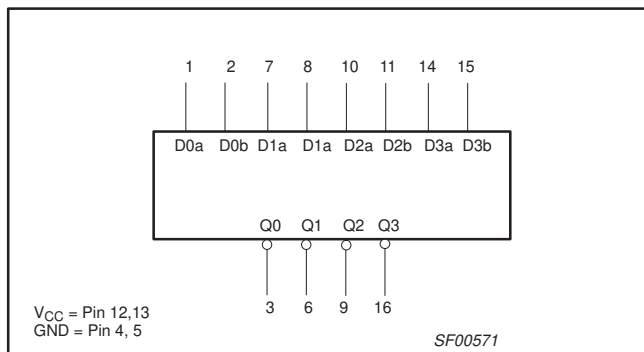 1 2 7 8 10 11 14 15
D0a D0b D1a D1a D2a D2b D3a D3b
Q0 Q1 Q2 Q3
3 6 9 16
VCC = Pin 12,13
GND = Pin 4, 5
SF00571